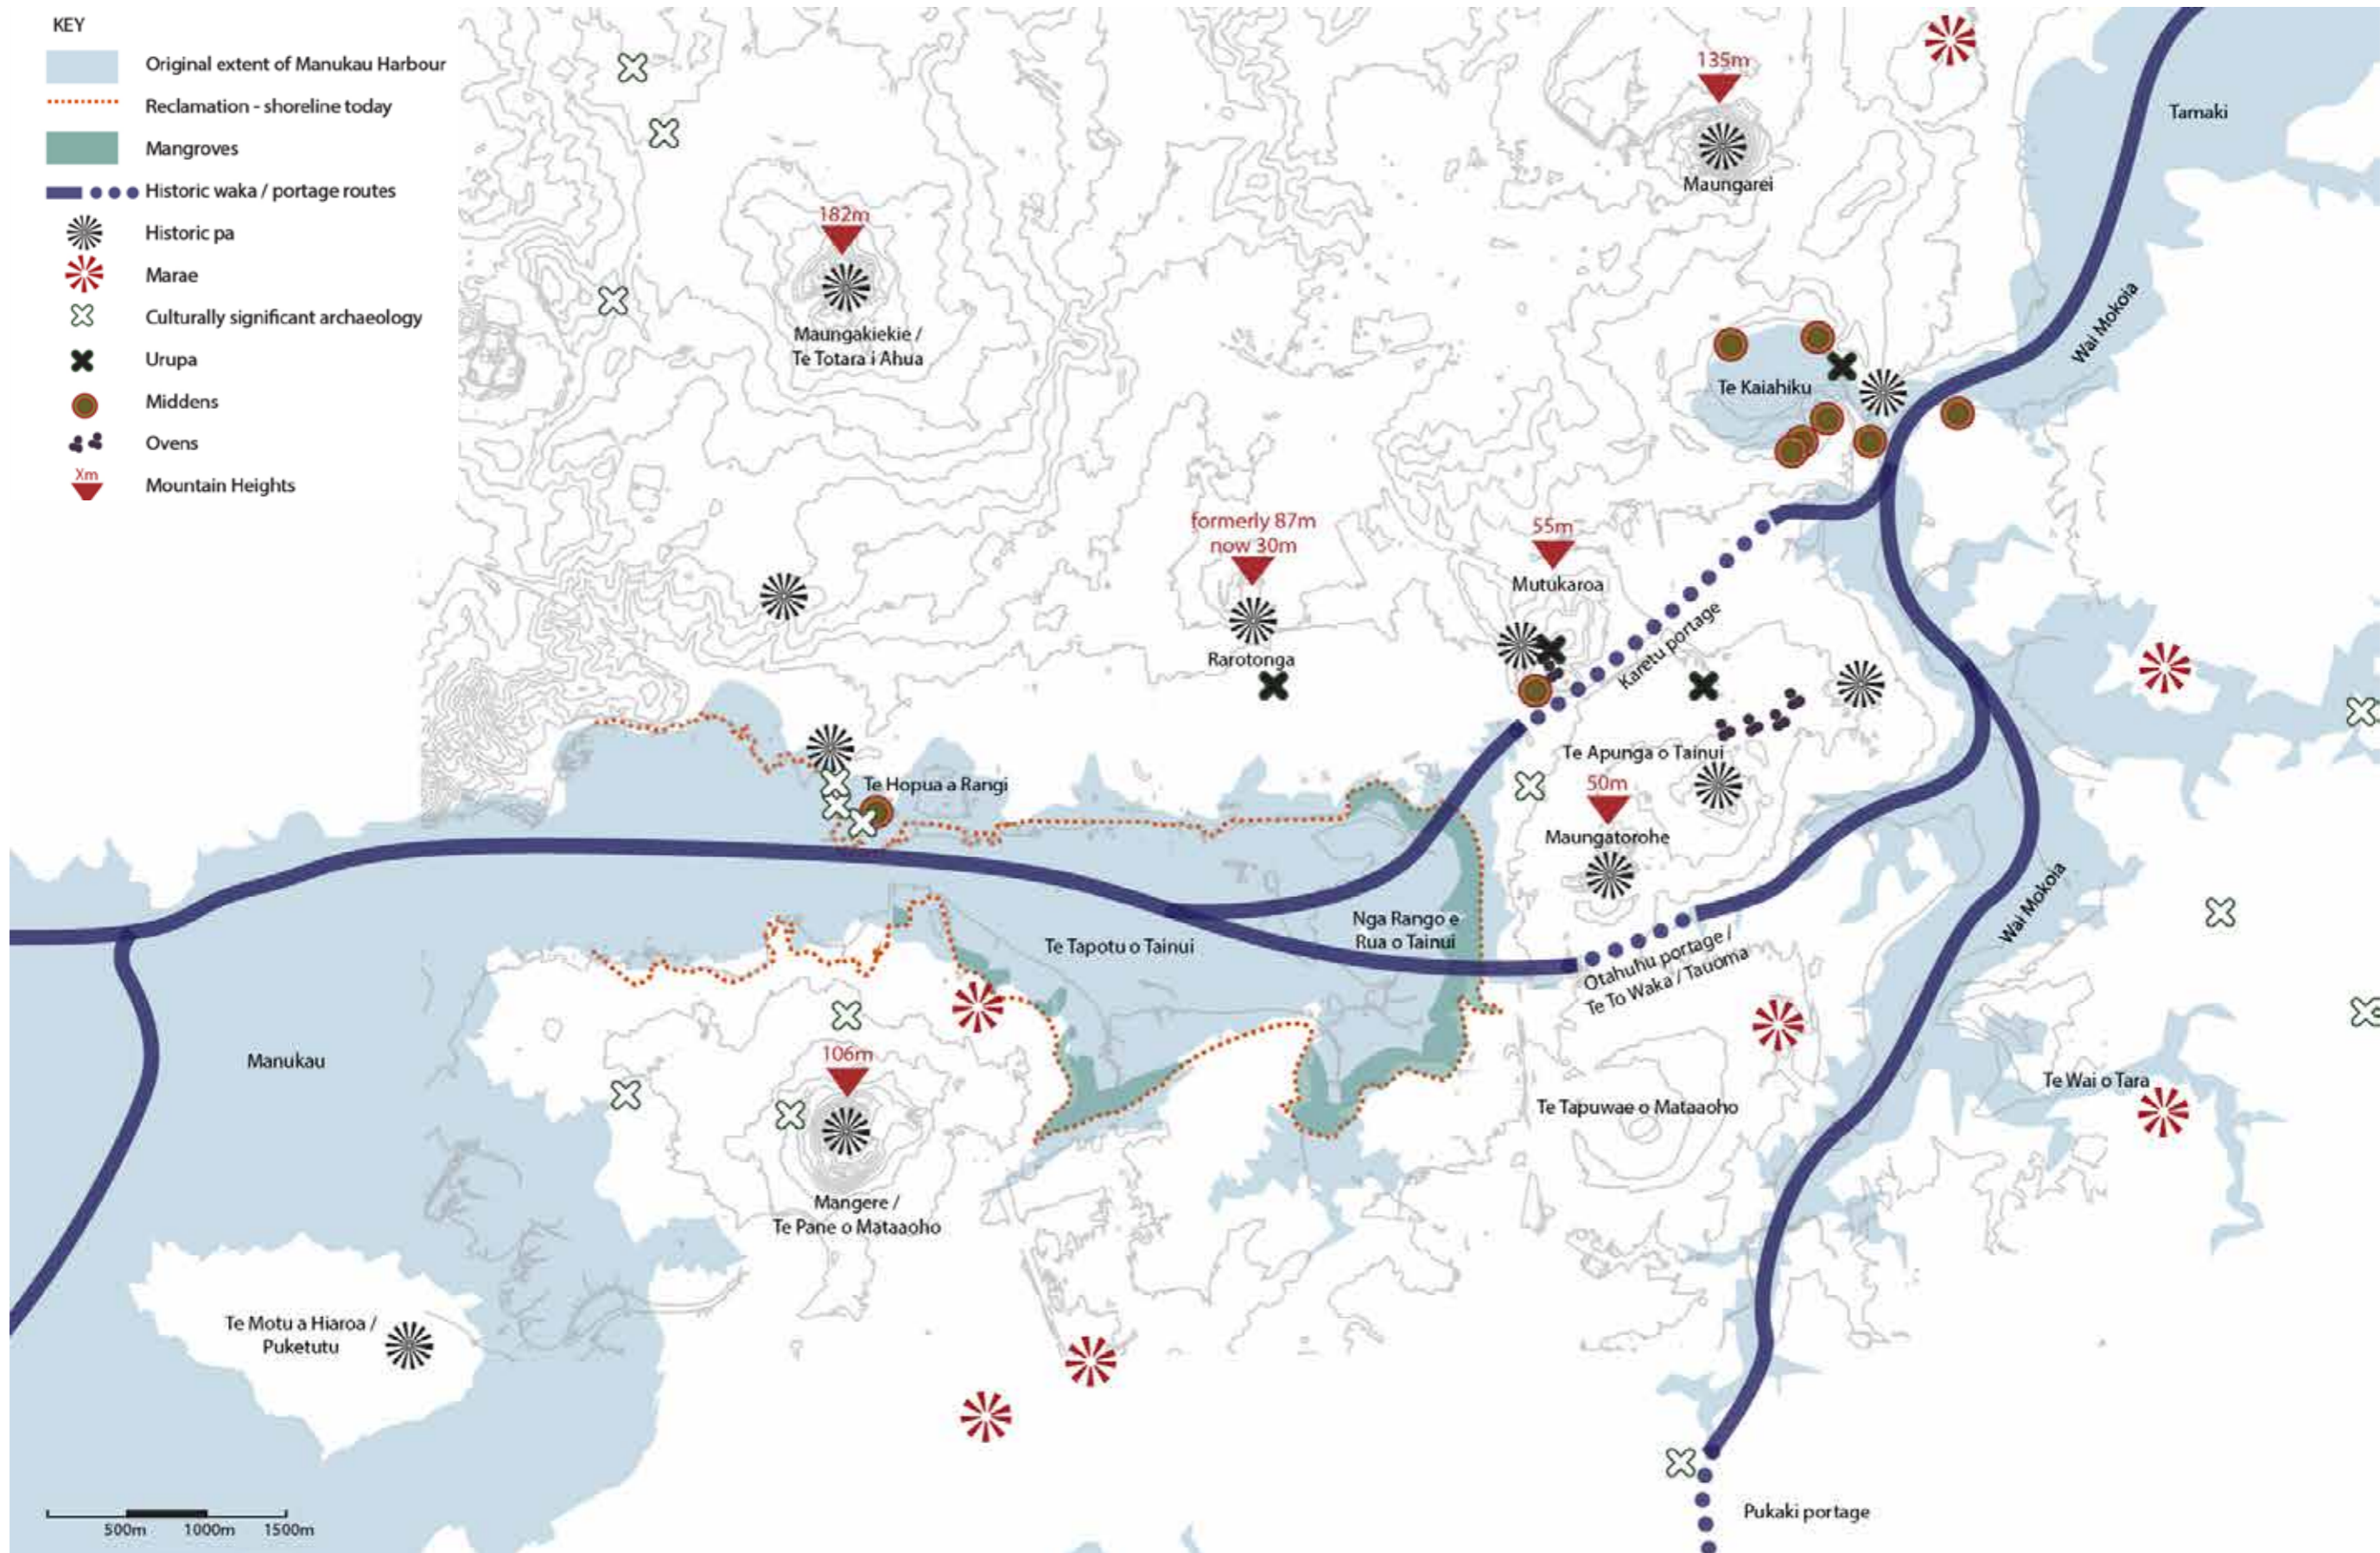 KEY
Original extent of Manukau Harbour
Reclamation - shoreline today
Mangroves
Historic waka / portage routes
Historic pa
Marae
Culturally significant archaeology
Urupa
Middens
Ovens
Xm
Mountain Heights
135m
Maungarei
Tamaki
182m
Maungakiekie /
Te Totara i Ahua
Wai Mokoia
Te Kaiahiku
formerly 87m
now 30m
Rarotonga
55m
Mutukaroa
Karetu portage
Te Hopua a Rangi
Te Apunga o Tainui
50m
Maungatorohe
Nga Rango e
Rua o Tainui
Te Tapotu o Tainui
Otahuhu portage /
Te To Waka / Tauoma
Wai Mokoia
Manukau
106m
Mangere /
Te Pane o Mataaoho
Te Tapuwae o Mataaoho
Te Wai o Tara
Te Motu a Hiaroa /
Puketutu
Pukaki portage
500m
1000m
1500m